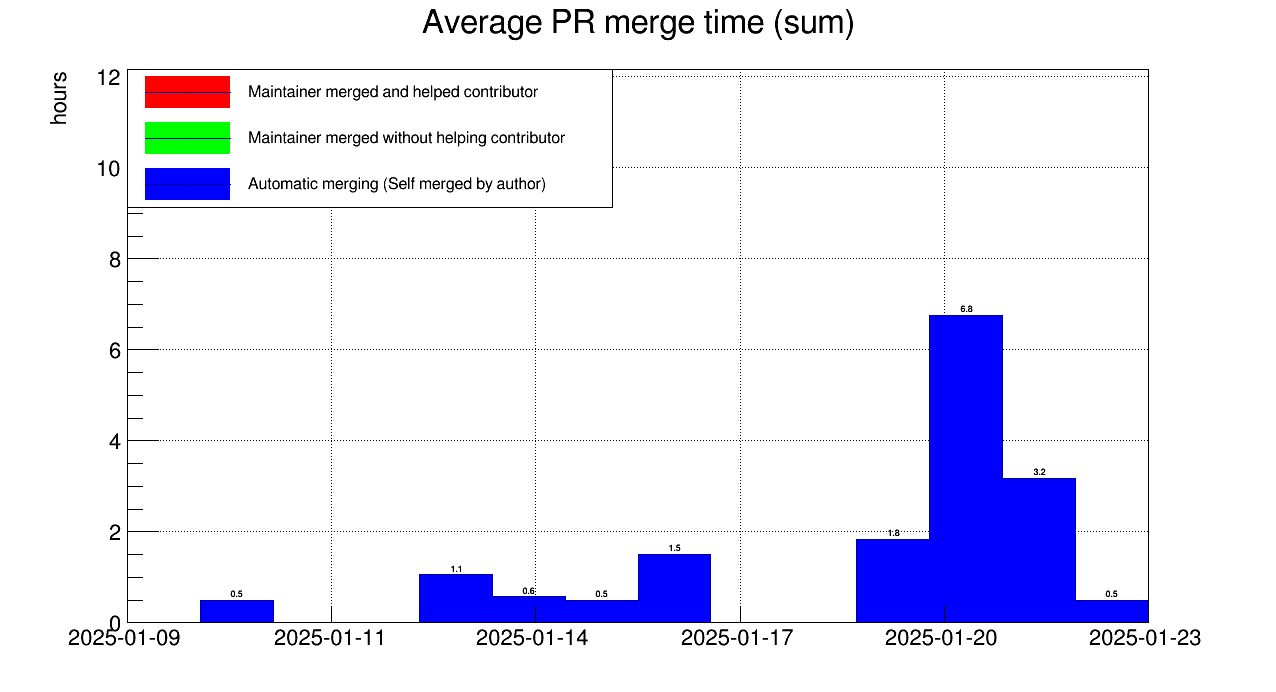 Average PR merge time (sum)
hours
12
10
8
6
4
2
0
Maintainer merged and helped contributor
Maintainer merged without helping contributor
Automatic merging (Self merged by author)
0.5
1.1
0.6
0.5
1.5
1.8
6.8
3.2
0.5
2025-01-09 2025-01-11 2025-01-14 2025-01-17 2025-01-20 2025-01-23